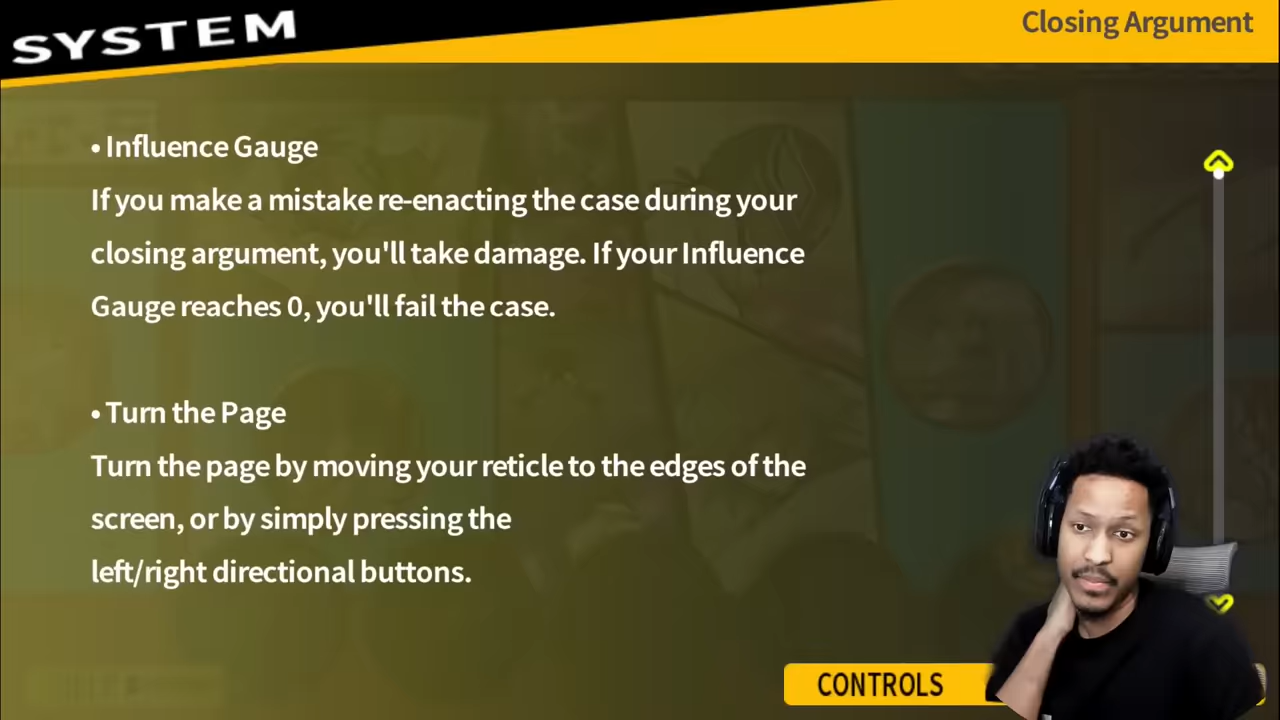 SYSTEM
Closing Argument
• Influence Gauge
If you make a mistake re-enacting the case during your
closing argument, you'll take damage. If your Influence
Gauge reaches 0, you'll fail the case.
• Turn the Page
Turn the page by moving your reticle to the edges of the
screen, or by simply pressing the
left/right directional buttons.
CONTROLS